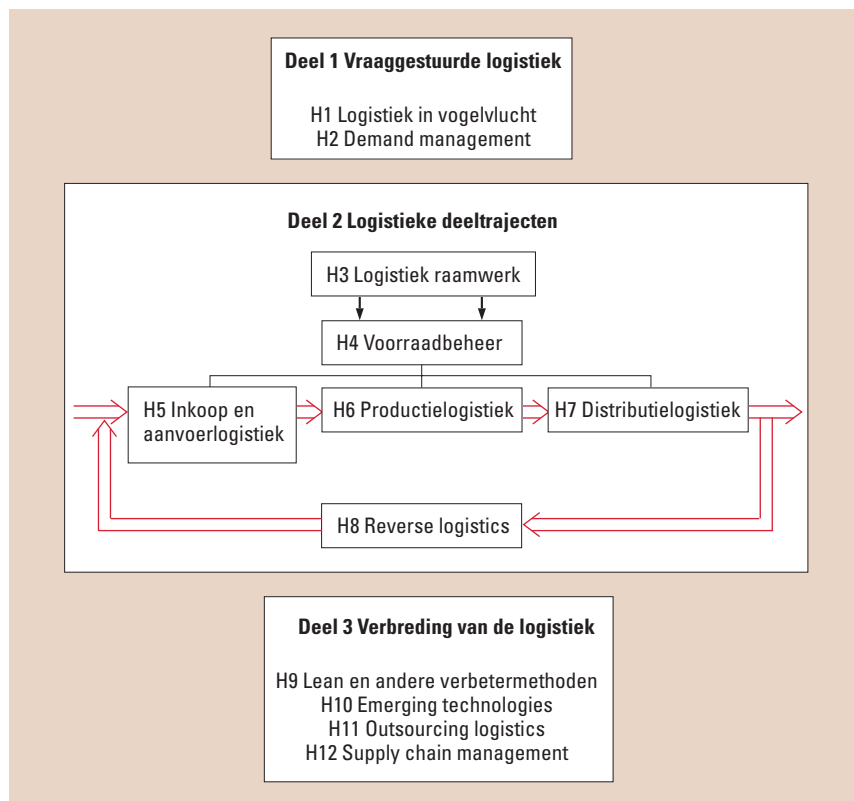 Deel 1 Vraaggestuurde logistiek
H1 Logistiek in vogelvlucht
H2 Demand management
Deel 2 Logistieke deeltrajecten
H3 Logistiek raamwerk
H4 Voorraadbeheer
H5 Inkoop en
aanvoerlogistiek
H6 Productielogistiek
H7 Distributielogistiek
H8 Reverse logistics
Deel 3 Verbreding van de logistiek
H9 Lean en andere verbetermethoden
H10 Emerging technologies
H11 Outsourcing logistics
H12 Supply chain management